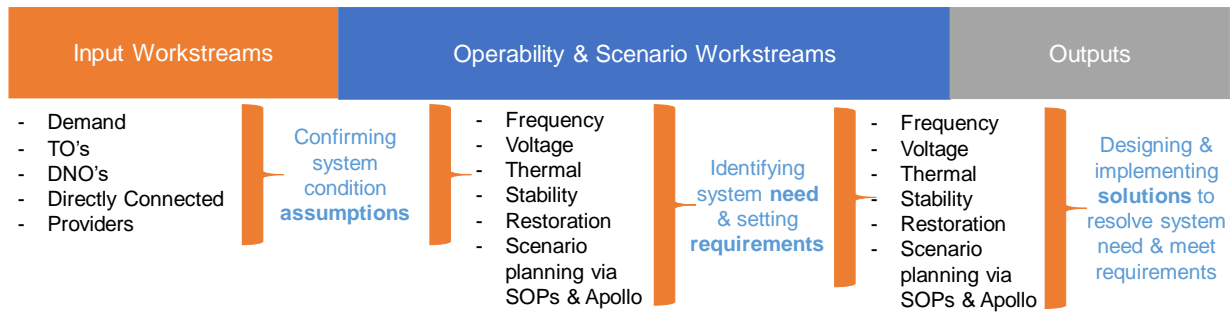 Input Workstreams
Operability & Scenario Workstreams
Outputs
- Demand
- TO's
- DNO's
- Directly Connected
- Providers
Confirming
system
condition
assumptions
- Frequency
- Voltage
- Thermal
- Stability
- Restoration
- Scenario
planning via
SOPs & Apollo
Identifying
system need
& setting
requirements
- Frequency
- Voltage
- Thermal
- Stability
- Restoration
- Scenario
planning via
SOPs & Apollo
Designing &
implementing
solutions to
resolve system
need & meet
requirements